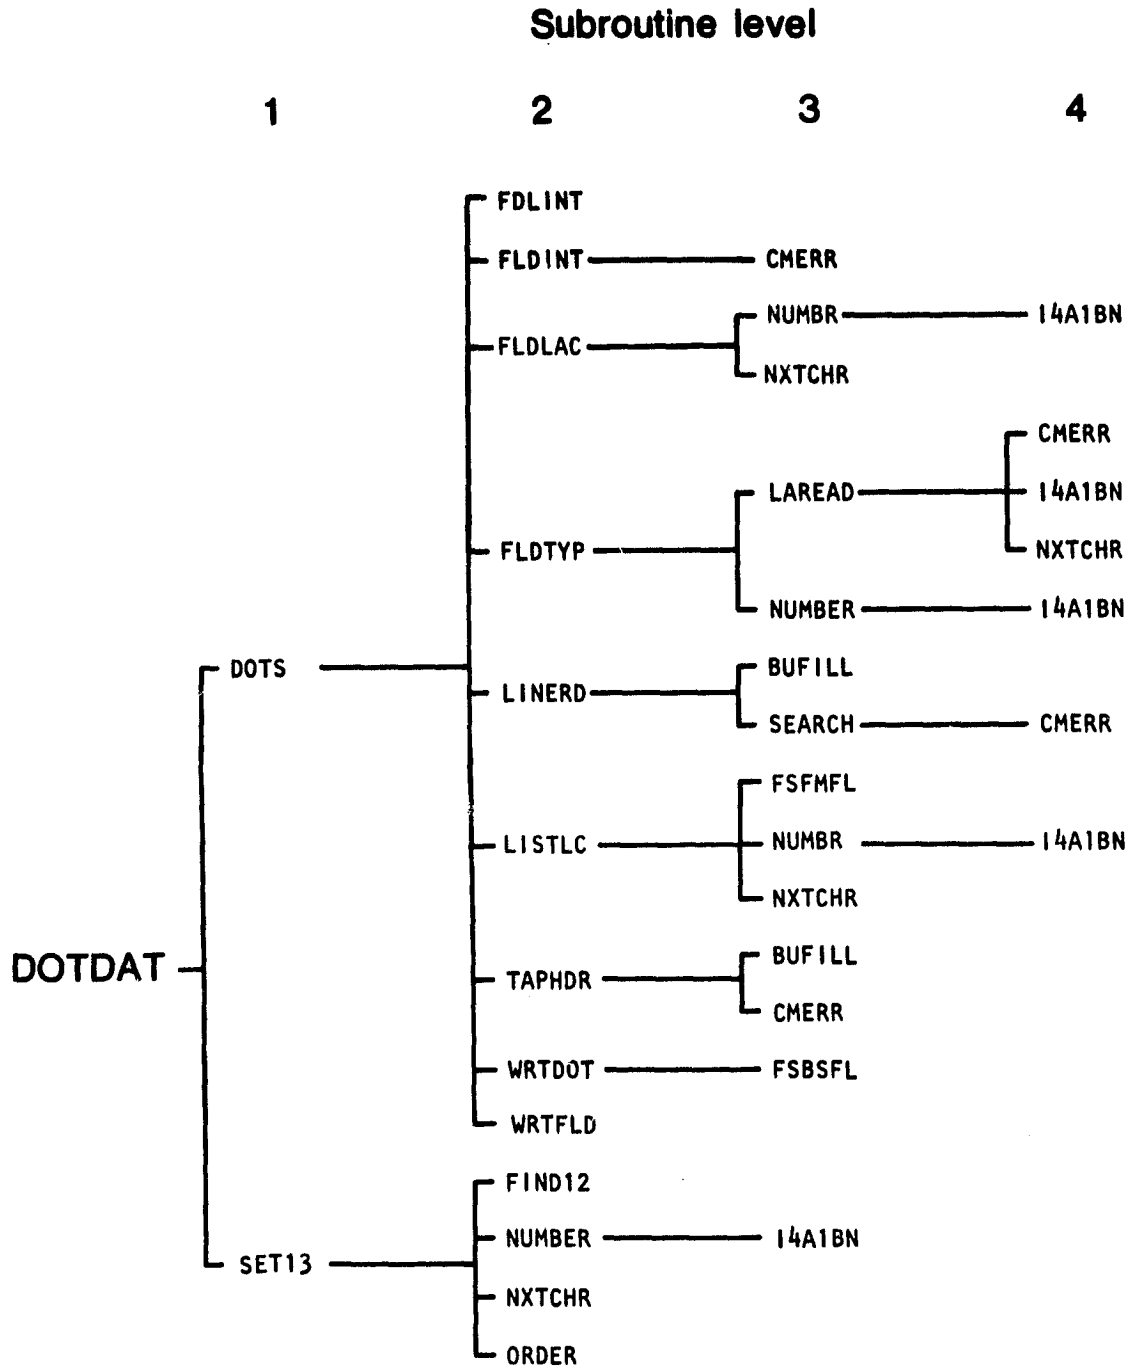 Subroutine level
1 2 3 4
FDLINT
FLDINT CMERR
NUMBR I4A1BN
FLDLAC
NXTCHR
CMERR
LAREAD I4A1BN
FLDTYP NXTCHR
NUMBER I4A1BN
DOTS BUFILL
LINERD
SEARCH CMERR
FSFMFL
LISTLC NUMBR I4A1BN
NXTCHR
BUFILL
DOTDAT
TAPHDR
CMERR
WRTDOT FSBSFL
WRTFLD
FIND12
NUMBER I4A1BN
SET13
NXTCHR
ORDER